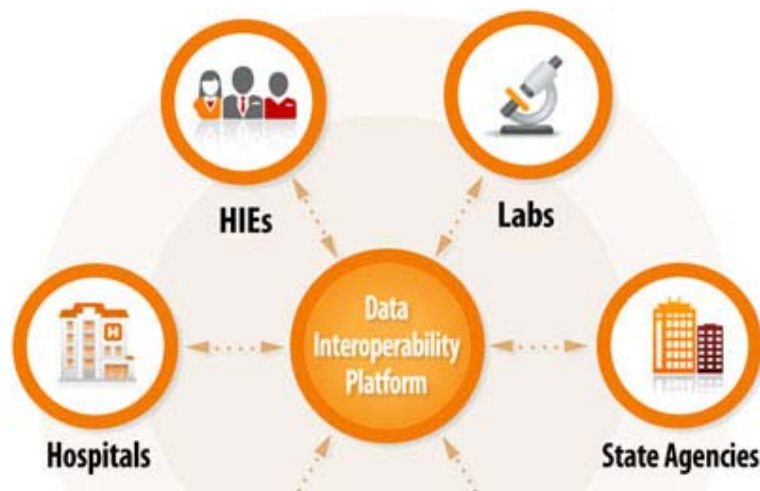 HIEs
Labs
Data
Interoperability
Platform
H
Hospitals
State Agencies